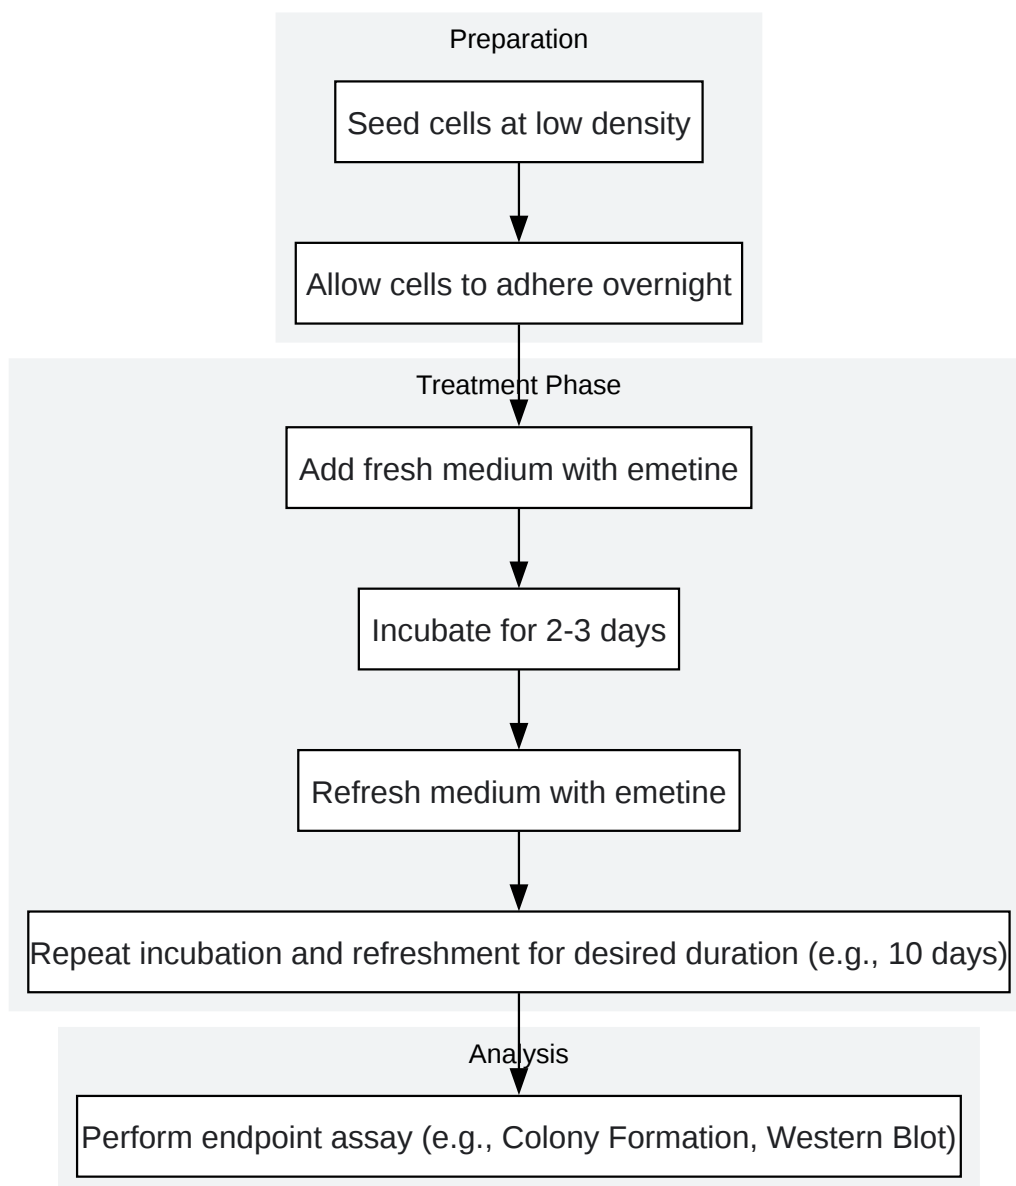 Preparation
Seed cells at low density
Allow cells to adhere overnight
Treatment Phase
Add fresh medium with emetine
Incubate for 2-3 days
Refresh medium with emetine
Repeat incubation and refreshment for desired duration (e.g., 10 days)
Analysis
Perform endpoint assay (e.g., Colony Formation, Western Blot)